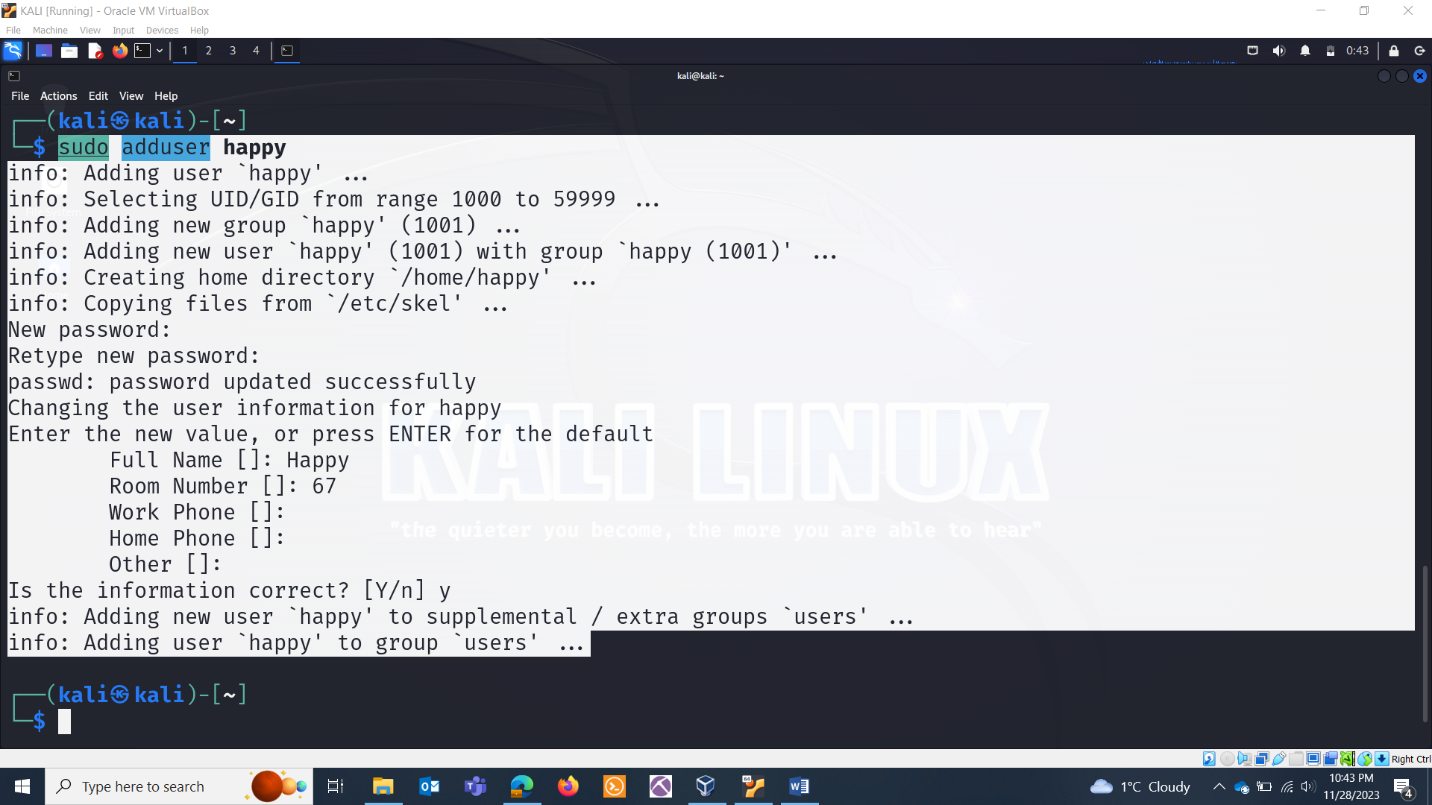 KALI [Running] - Oracle VM VirtualBox
File Machine View Input Devices Help
1 2 3 4
0:43
kali@kali: ~
File Actions Edit View Help
┌──(kali㉿kali)-[~]
└─$ sudo adduser happy
info: Adding user `happy' ...
info: Selecting UID/GID from range 1000 to 59999 ...
info: Adding new group `happy' (1001) ...
info: Adding new user `happy' (1001) with group `happy (1001)' ...
info: Creating home directory `/home/happy' ...
info: Copying files from `/etc/skel' ...
New password:
Retype new password:
passwd: password updated successfully
Changing the user information for happy
Enter the new value, or press ENTER for the default
Full Name []: Happy
Room Number []: 67
Work Phone []:
Home Phone []:
Other []:
Is the information correct? [Y/n] y
info: Adding new user `happy' to supplemental / extra groups `users' ...
info: Adding user `happy' to group `users' ...
KALI LINUX
"the quieter you become, the more you are able to hear"
┌──(kali㉿kali)-[~]
└─$
Right Ctrl
Type here to search
1°C Cloudy
10:43 PM
11/28/2023
4